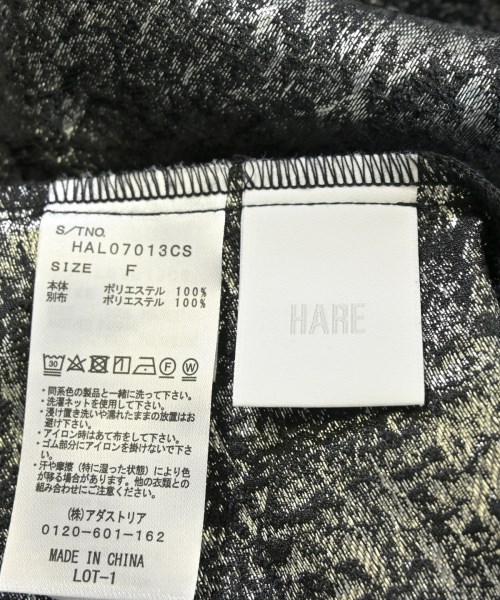 S/TNO.
HAL07013CS
SIZE F
本体 ポリエステル 100%
別布 ポリエステル 100%
30 F W
・同系色の製品と一緒に洗って下さい。
・洗濯ネットを使用して下さい。
・浸け置き洗いや濡れたままの放置はお
避け下さい。
・アイロン時はあて布をして下さい。
・ゴム部分にアイロンを掛けないで下さ
い。
・汗や摩擦（特に湿った状態）により色
が移る場合があります。他の衣類との
組み合わせにご注意ください。
(株)アダストリア
0120-601-162
MADE IN CHINA
LOT-1
HARE